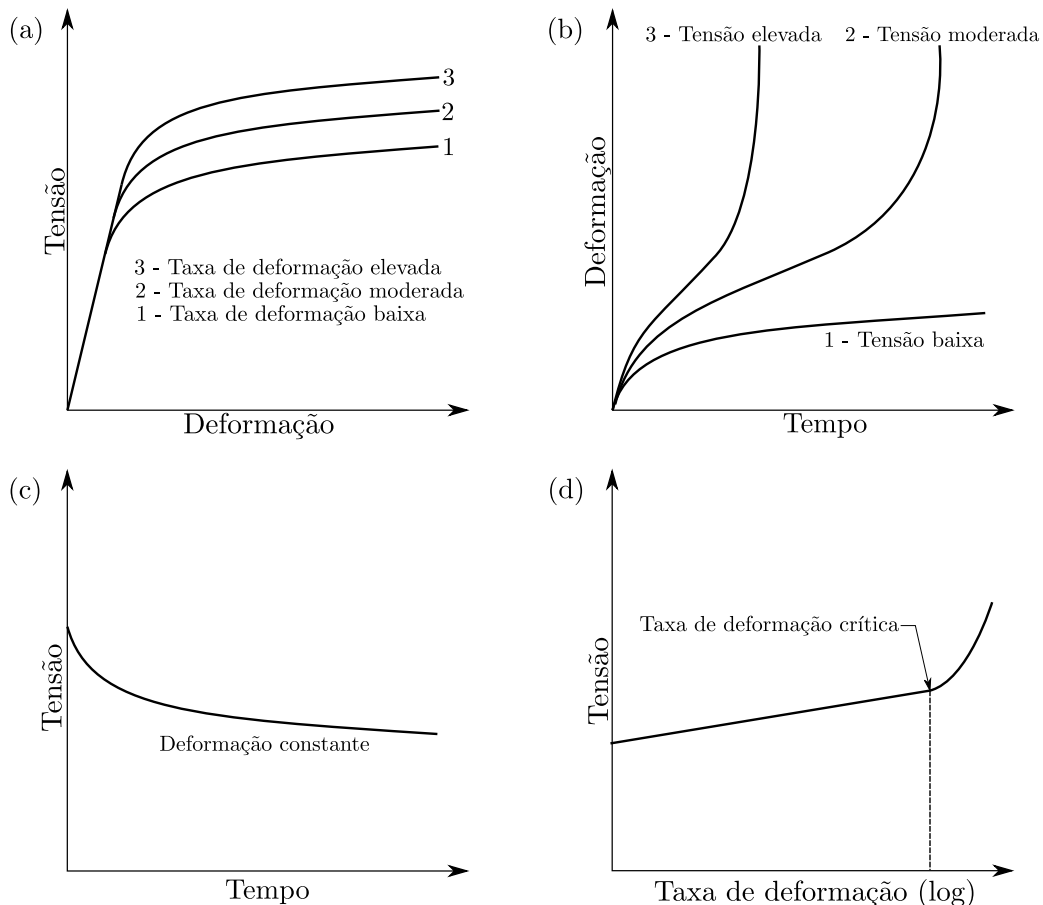 (a)
Tensão
3
2
1
3 - Taxa de deformação elevada
2 - Taxa de deformação moderada
1 - Taxa de deformação baixa
Deformação
(b)
3 - Tensão elevada
2 - Tensão moderada
Deformação
1 - Tensão baixa
Tempo
(c)
Tensão
Deformação constante
Tempo
(d)
Taxa de deformação crítica
Tensão
Taxa de deformação (log)